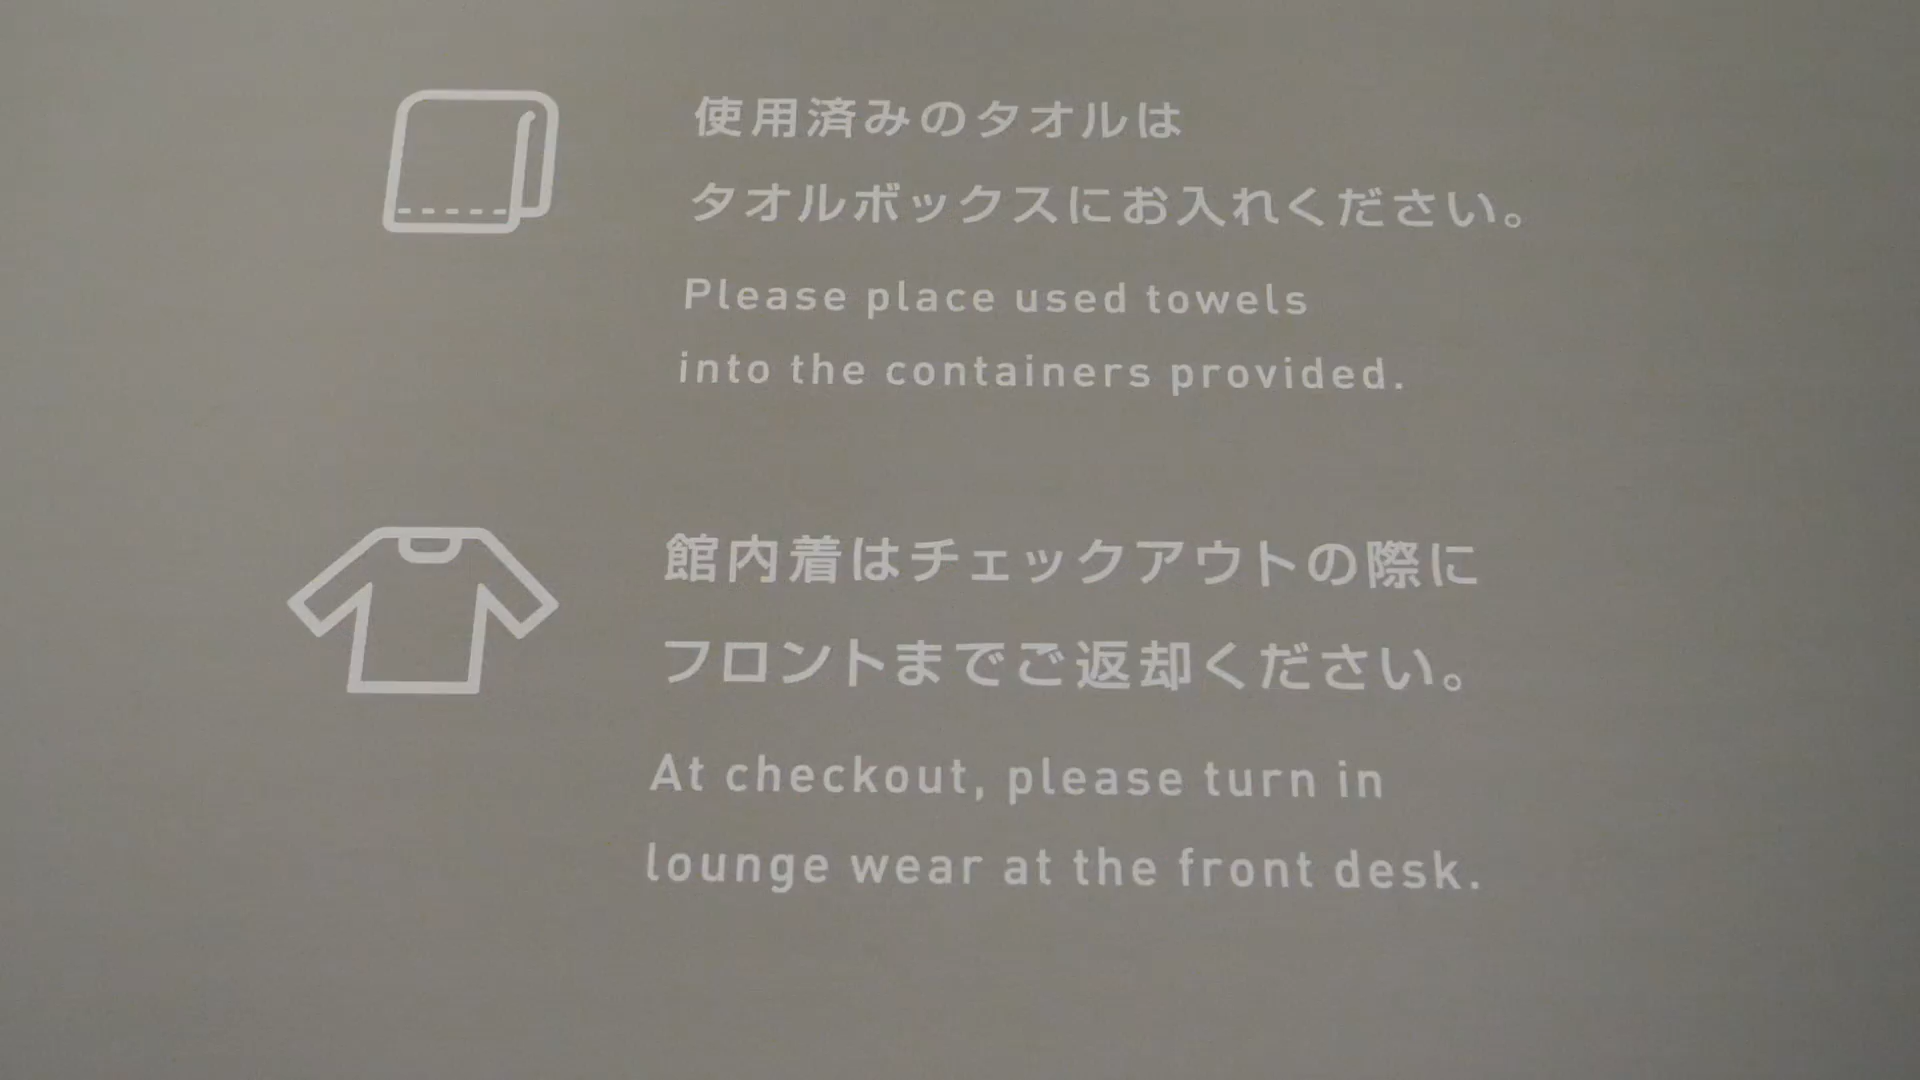 使用済みのタオルは
タオルボックスにお入れください。
Please place used towels
into the containers provided.
館内着はチェックアウトの際に
フロントまでご返却ください。
At checkout, please turn in
lounge wear at the front desk.